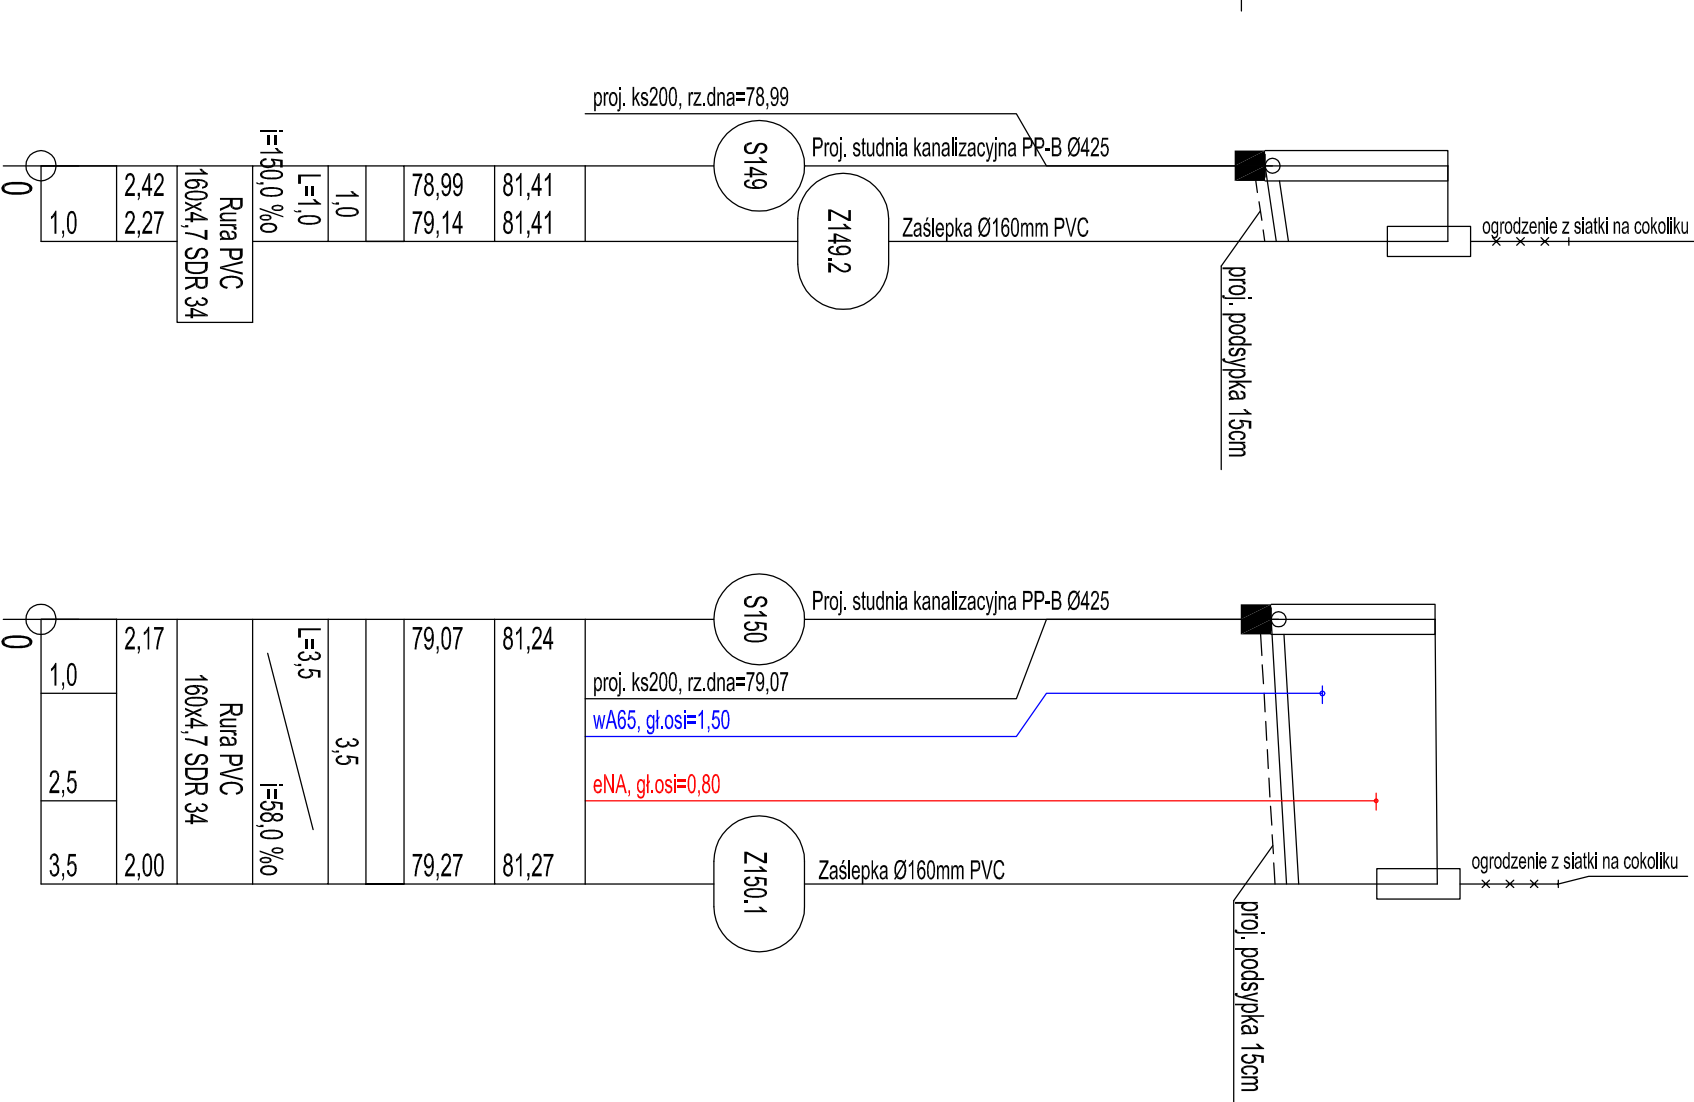 proj. ks200, rz.dna=78,99
S149
Proj. studnia kanalizacyjna PP-B Ø425
Z149.2
Zaślepka Ø160mm PVC
ogrodzenie z siatki na cokoliku
proj. podsypka 15cm
0
1,0
2,42
2,27
Rura PVC
160x4,7 SDR 34
i=150,0 ‰
L=1,0
1,0
78,99
79,14
81,41
81,41
S150
Proj. studnia kanalizacyjna PP-B Ø425
proj. ks200, rz.dna=79,07
wA65, gł.osi=1,50
eNA, gł.osi=0,80
Z150.1
Zaślepka Ø160mm PVC
ogrodzenie z siatki na cokoliku
proj. podsypka 15cm
0
1,0
2,5
3,5
2,17
2,00
Rura PVC
160x4,7 SDR 34
L=3,5
i=58,0 ‰
3,5
79,07
79,27
81,24
81,27